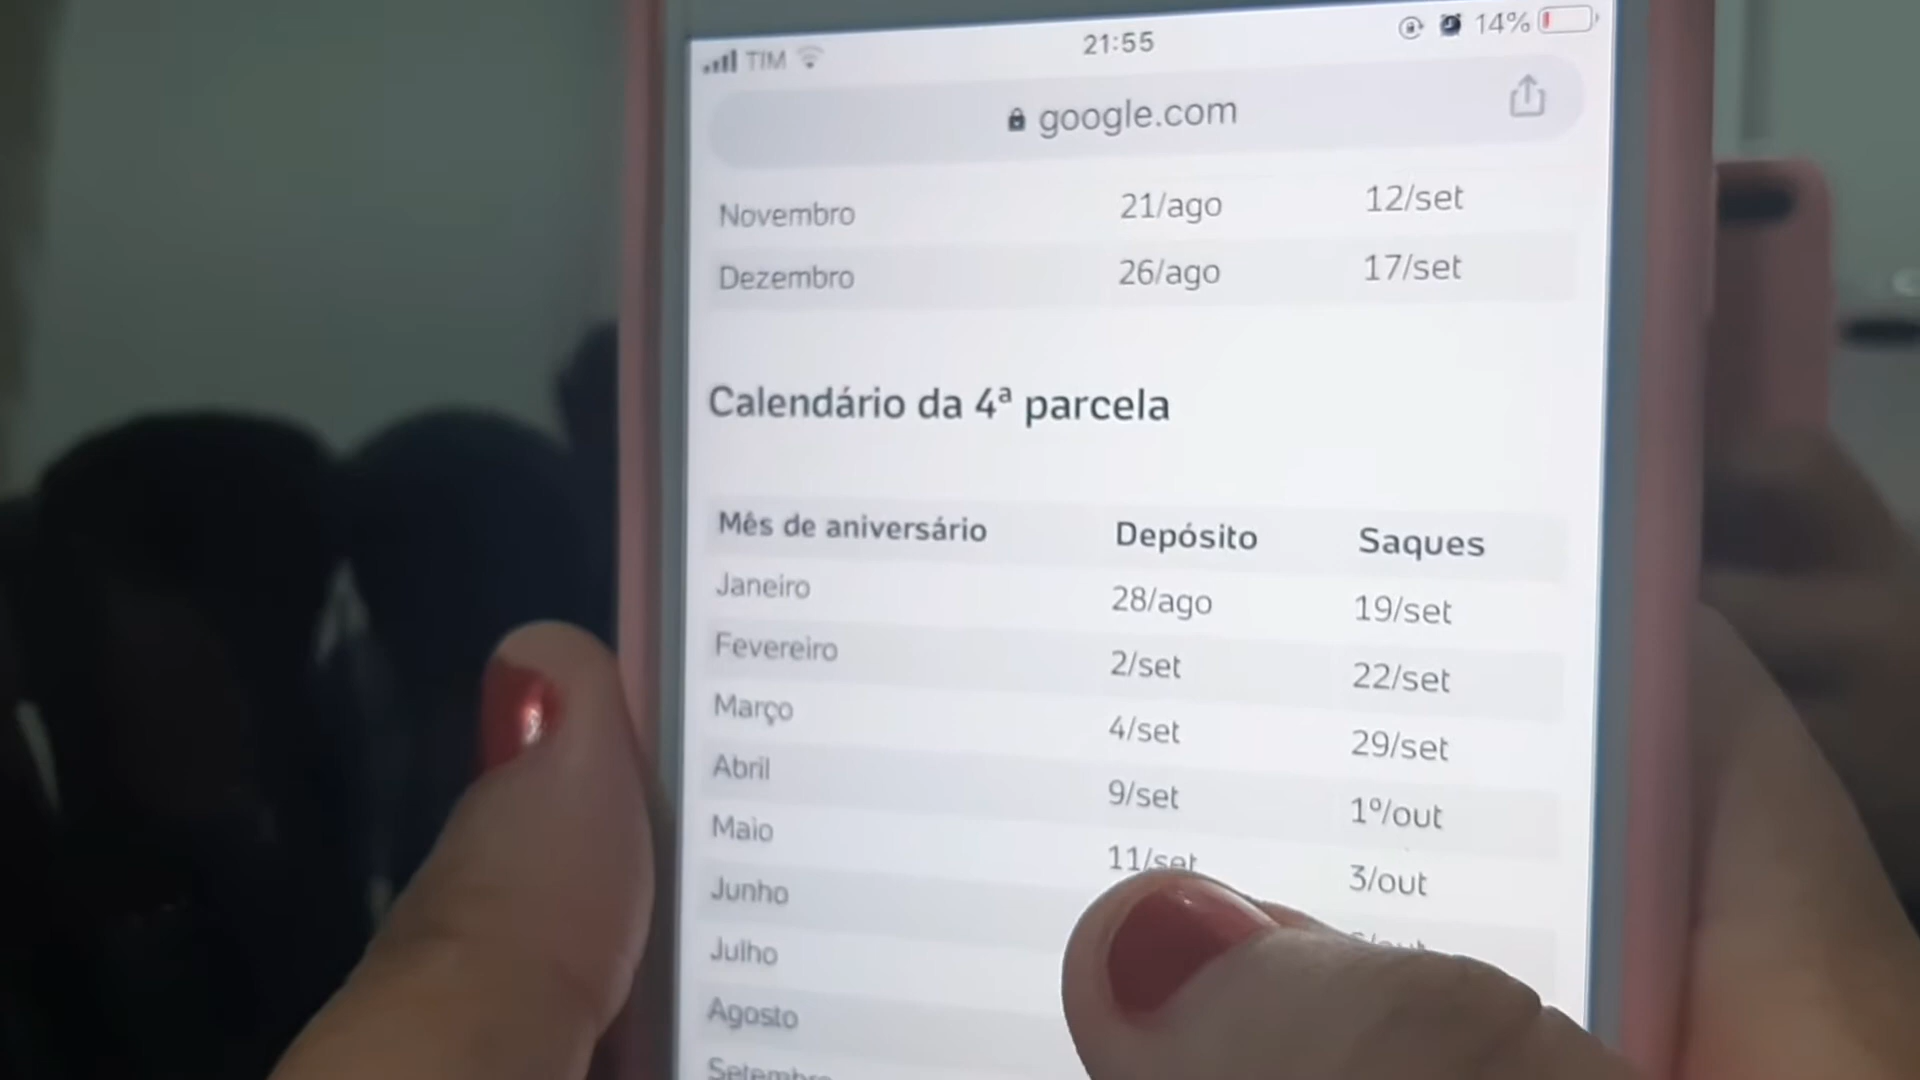 TIM 21:55 14%
google.com
Novembro 21/ago 12/set
Dezembro 26/ago 17/set
Calendário da 4ª parcela
Mês de aniversário Depósito Saques
Janeiro 28/ago 19/set
Fevereiro 2/set 22/set
Março 4/set 29/set
Abril 9/set 1º/out
Maio 11/set 3/out
Junho
Julho
Agosto